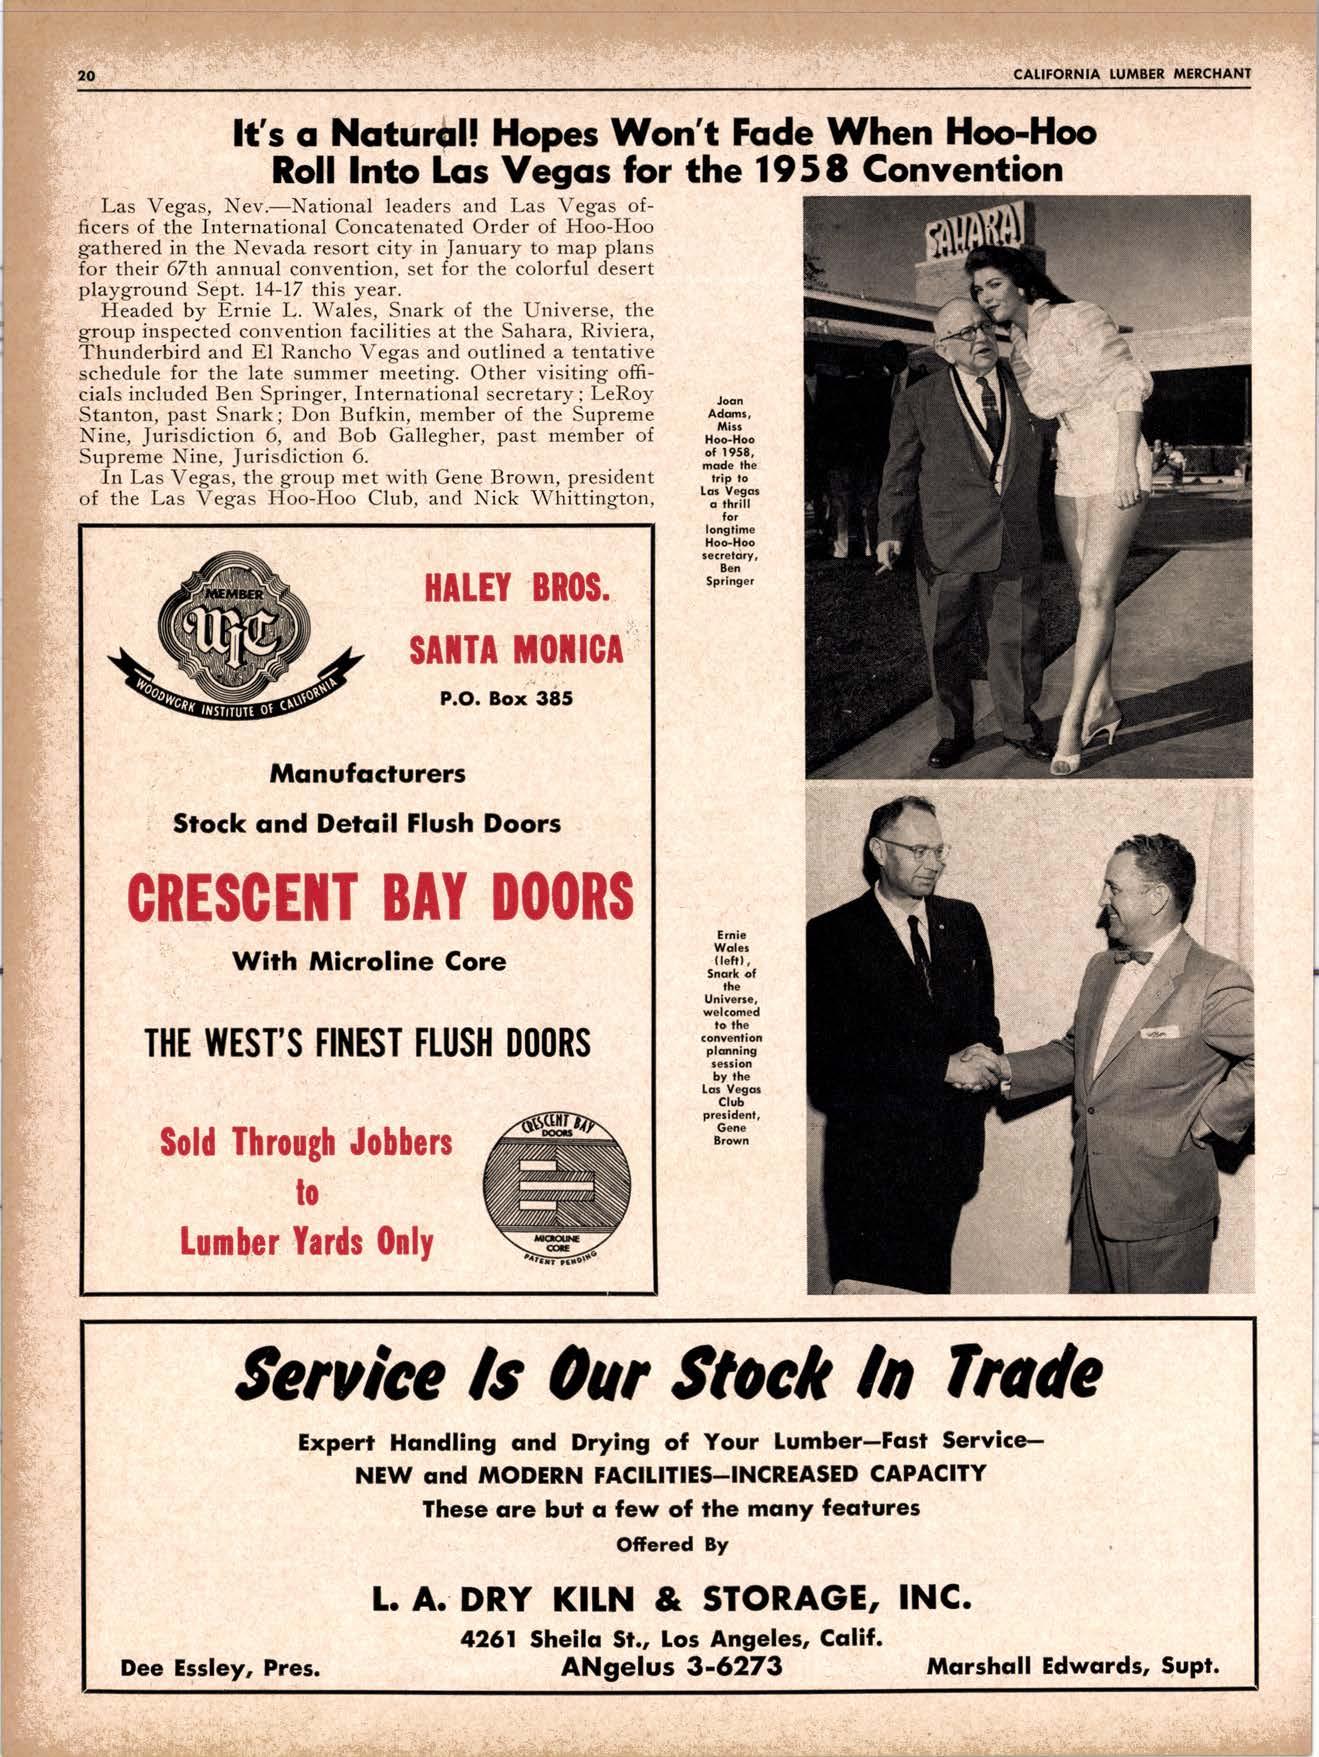 20
CALIFORNIA LUMBER MERCHANT
It's a Natural! Hopes Won't Fade When Hoo-Hoo
Roll Into Las Vegas for the 1958 Convention
Las Vegas, Nev.—National leaders and Las Vegas of-
ficers of the International Concatenated Order of Hoo-Hoo
gathered in the Nevada resort city in January to map plans
for their 67th annual convention, set for the colorful desert
playground Sept. 14-17 this year.
Headed by Ernie L. Wales, Snark of the Universe, the
group inspected convention facilities at the Sahara, Riviera,
Thunderbird and El Rancho Vegas and outlined a tentative
schedule for the late summer meeting. Other visiting offi-
cials included Ben Springer, International secretary; LeRoy
Stanton, past Snark; Don Bufkin, member of the Supreme
Nine, Jurisdiction 6, and Bob Gallegher, past member of
Supreme Nine, Jurisdiction 6.
In Las Vegas, the group met with Gene Brown, president
of the Las Vegas Hoo-Hoo Club, and Nick Whittington,
SAHARA
Joan
Adams,
Miss
Hoo-Hoo
of 1958,
made the
trip to
Las Vegas
a thrill
for
longtime
Hoo-Hoo
secretary,
Ben
Springer
MEMBER
WIC
WOODWORK INSTITUTE OF CALIFORNIA
HALEY BROS.
SANTA MONICA
P.O. Box 385
Manufacturers
Stock and Detail Flush Doors
CRESCENT BAY DOORS
With Microline Core
THE WEST'S FINEST FLUSH DOORS
Sold Through Jobbers
to
Lumber Yards Only
CRESCENT BAY
DOORS
MICROLINE
CORE
PATENT PENDING
Ernie
Wales
(left),
Snark of
the
Universe,
welcomed
to the
convention
planning
session
by the
Las Vegas
Club
president,
Gene
Brown
Service Is Our Stock In Trade
Expert Handling and Drying of Your Lumber—Fast Service—
NEW and MODERN FACILITIES—INCREASED CAPACITY
These are but a few of the many features
Offered By
L. A. DRY KILN & STORAGE, INC.
4261 Sheila St., Los Angeles, Calif.
Dee Essley, Pres.
ANgelus 3-6273
Marshall Edwards, Supt.